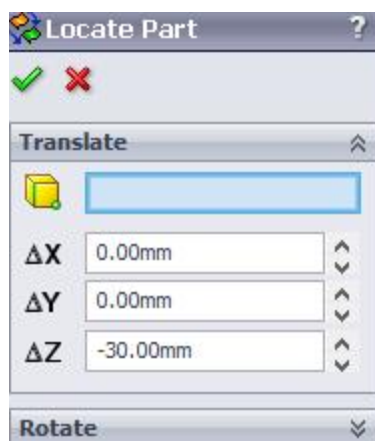 Locate Part ?
Translate
ΔX 0.00mm
ΔY 0.00mm
ΔZ -30.00mm
Rotate